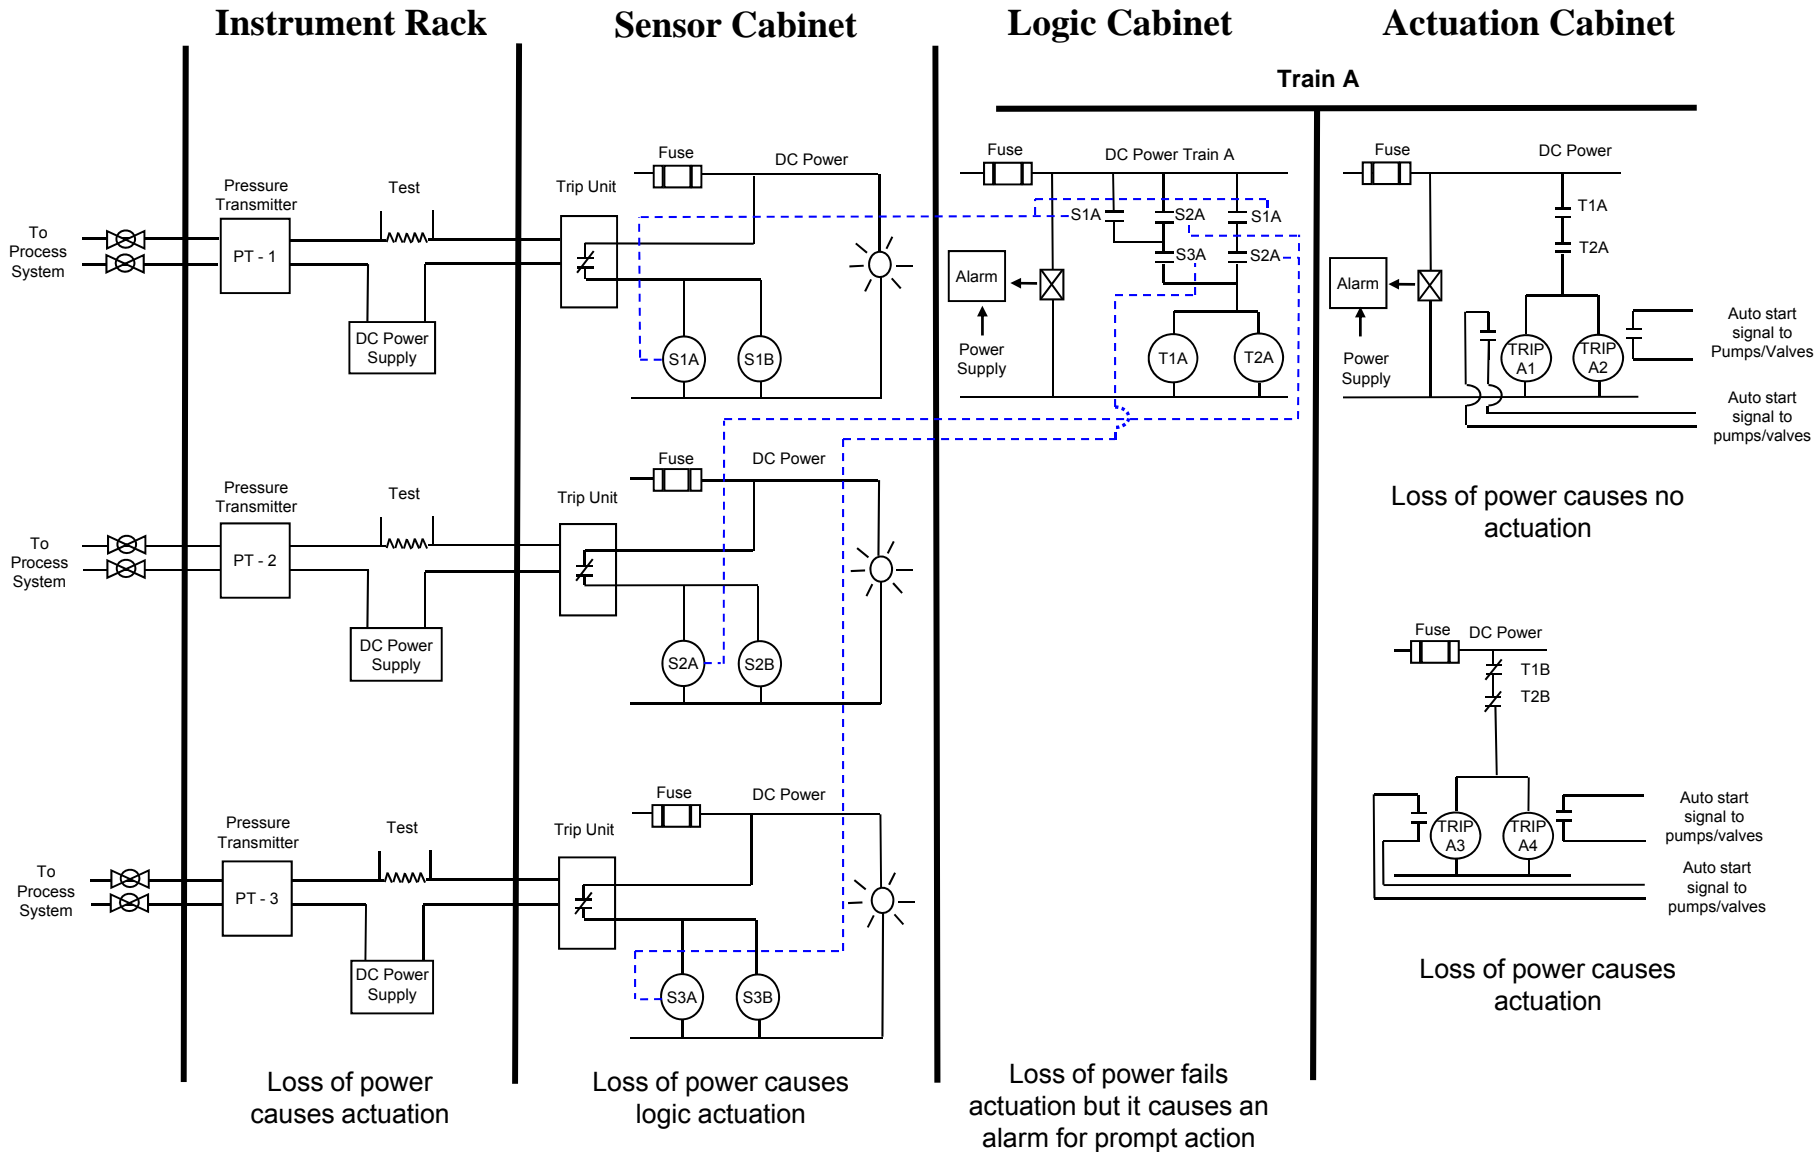 Instrument Rack
Sensor Cabinet
Logic Cabinet
Actuation Cabinet
Train A
To
Process
System
Pressure
Transmitter
PT - 1
Test
DC Power
Supply
Trip Unit
Fuse
DC Power
S1A
S1B
To
Process
System
Pressure
Transmitter
PT - 2
Test
DC Power
Supply
Trip Unit
Fuse
DC Power
S2A
S2B
To
Process
System
Pressure
Transmitter
PT - 3
Test
DC Power
Supply
Trip Unit
Fuse
DC Power
S3A
S3B
Fuse
DC Power Train A
S1A
S2A
S1A
S3A
S2A
Alarm
Power
Supply
T1A
T2A
Fuse
DC Power
T1A
T2A
Alarm
Power
Supply
TRIP
A1
TRIP
A2
Auto start
signal to
Pumps/Valves
Auto start
signal to
pumps/valves
Loss of power causes no
actuation
Fuse
DC Power
T1B
T2B
TRIP
A3
TRIP
A4
Auto start
signal to
pumps/valves
Auto start
signal to
pumps/valves
Loss of power causes
actuation
Loss of power
causes actuation
Loss of power causes
logic actuation
Loss of power fails
actuation but it causes an
alarm for prompt action